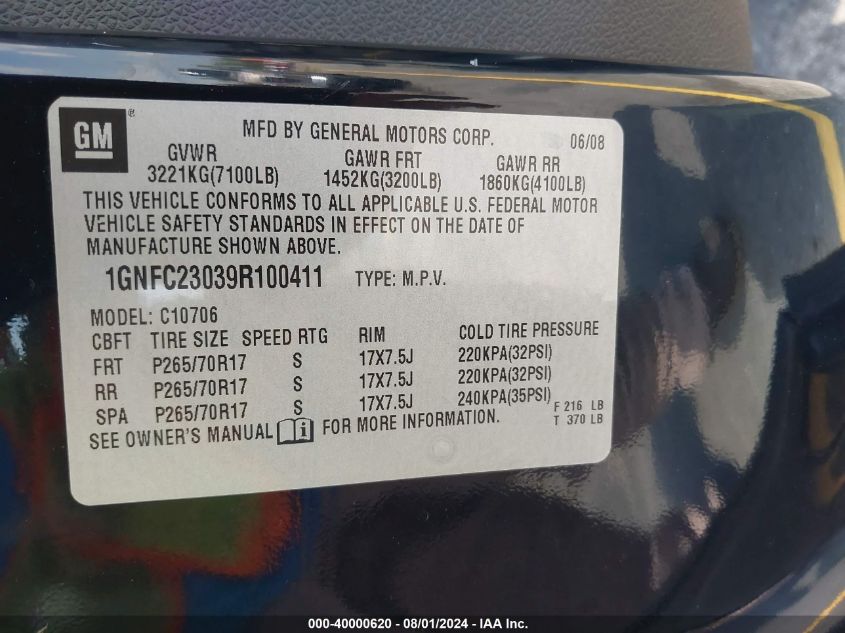 GM ®
MFD BY GENERAL MOTORS CORP. 06/08
GVWR GAWR FRT GAWR RR
3221KG(7100LB) 1452KG(3200LB) 1860KG(4100LB)
THIS VEHICLE CONFORMS TO ALL APPLICABLE U.S. FEDERAL MOTOR
VEHICLE SAFETY STANDARDS IN EFFECT ON THE DATE OF
MANUFACTURE SHOWN ABOVE.
1GNFC23039R100411 TYPE: M.P.V.
MODEL: C10706
CBFT TIRE SIZE SPEED RTG RIM COLD TIRE PRESSURE
FRT P265/70R17 S 17X7.5J 220KPA(32PSI)
RR P265/70R17 S 17X7.5J 220KPA(32PSI)
SPA P265/70R17 S 17X7.5J 240KPA(35PSI) F 216 LB
SEE OWNER'S MANUAL i FOR MORE INFORMATION. T 370 LB
000-40000620 - 08/01/2024 - IAA Inc.